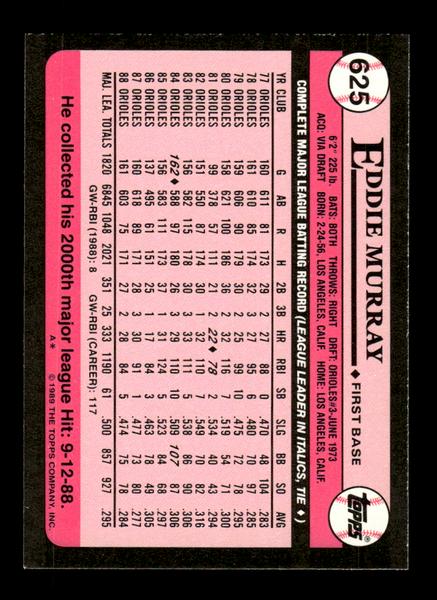 625
EDDIE MURRAY ♦ FIRST BASE
topps®
6'2" 225 lb. BATS: BOTH THROWS: RIGHT DRFT: ORIOLES#3-JUNE 1973
ACQ: VIA DRAFT BORN: 2-24-56, LOS ANGELES, CALIF. HOME: LOS ANGELES, CALIF.
COMPLETE MAJOR LEAGUE BATTING RECORD (LEAGUE LEADER IN ITALICS, TIE ♦)
YR CLUB G AB R H 2B 3B HR RBI SB SLG BB SO AVG
77 ORIOLES 160 611 81 173 29 2 27 88 0 .470 48 104 .283
78 ORIOLES 161 610 85 174 32 3 27 95 6 .480 70 97 .285
79 ORIOLES 159 606 90 179 30 2 25 99 10 .475 72 78 .295
80 ORIOLES 158 621 100 186 36 2 32 116 7 .519 54 71 .300
81 ORIOLES 99 378 57 111 21 2 22♦ 78 2 .534 40 43 .294
82 ORIOLES 151 550 87 174 30 1 32 110 7 .549 70 82 .316
83 ORIOLES 156 582 115 178 30 3 33 111 5 .538 86 90 .306
84 ORIOLES 162♦ 588 97 180 26 3 29 110 10 .509 107 87 .306
85 ORIOLES 156 583 111 173 37 1 31 124 5 .523 84 68 .297
86 ORIOLES 137 495 61 151 25 1 17 84 3 .463 78 49 .305
87 ORIOLES 160 618 89 171 28 3 30 91 1 .477 73 80 .277
88 ORIOLES 161 603 75 171 27 2 28 84 5 .474 75 78 .284
MAJ. LEA. TOTALS 1820 6845 1048 2021 351 25 333 1190 61 .500 857 927 .295
GW-RBI (1988): 8 GW-RBI (CAREER): 117
He collected his 2000th major league Hit: 9-12-88.
A* ©1989 THE TOPPS COMPANY, INC.